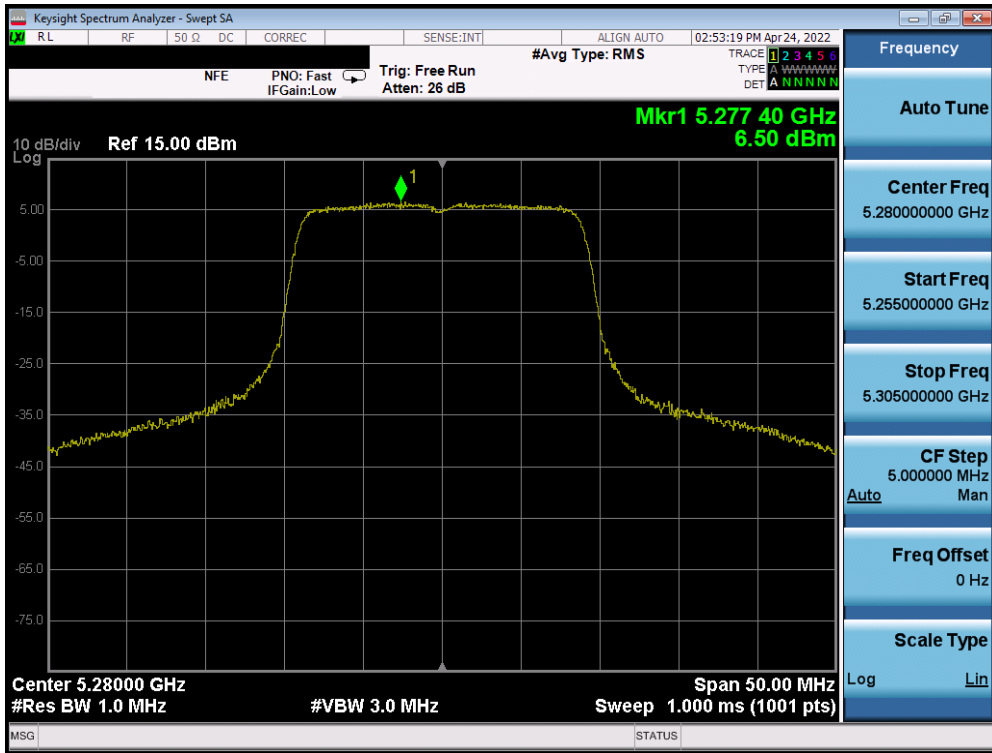 Keysight Spectrum Analyzer - Swept SA
LXI RL RF 50 Ω DC CORREC SENSE:INT ALIGN AUTO 02:53:19 PM Apr 24, 2022
NFE PNO: Fast Trig: Free Run #Avg Type: RMS TRACE 1 2 3 4 5 6
IFGain:Low Atten: 26 dB TYPE A WWWWW
DET A N N N N N
Mkr1 5.277 40 GHz
6.50 dBm
10 dB/div Ref 15.00 dBm
Log
1
5.00
-5.00
-15.0
-25.0
-35.0
-45.0
-55.0
-65.0
-75.0
Center 5.28000 GHz Span 50.00 MHz
#Res BW 1.0 MHz #VBW 3.0 MHz Sweep 1.000 ms (1001 pts)
MSG STATUS
Frequency
Auto Tune
Center Freq
5.280000000 GHz
Start Freq
5.255000000 GHz
Stop Freq
5.305000000 GHz
CF Step
5.000000 MHz
Auto Man
Freq Offset
0 Hz
Scale Type
Log Lin